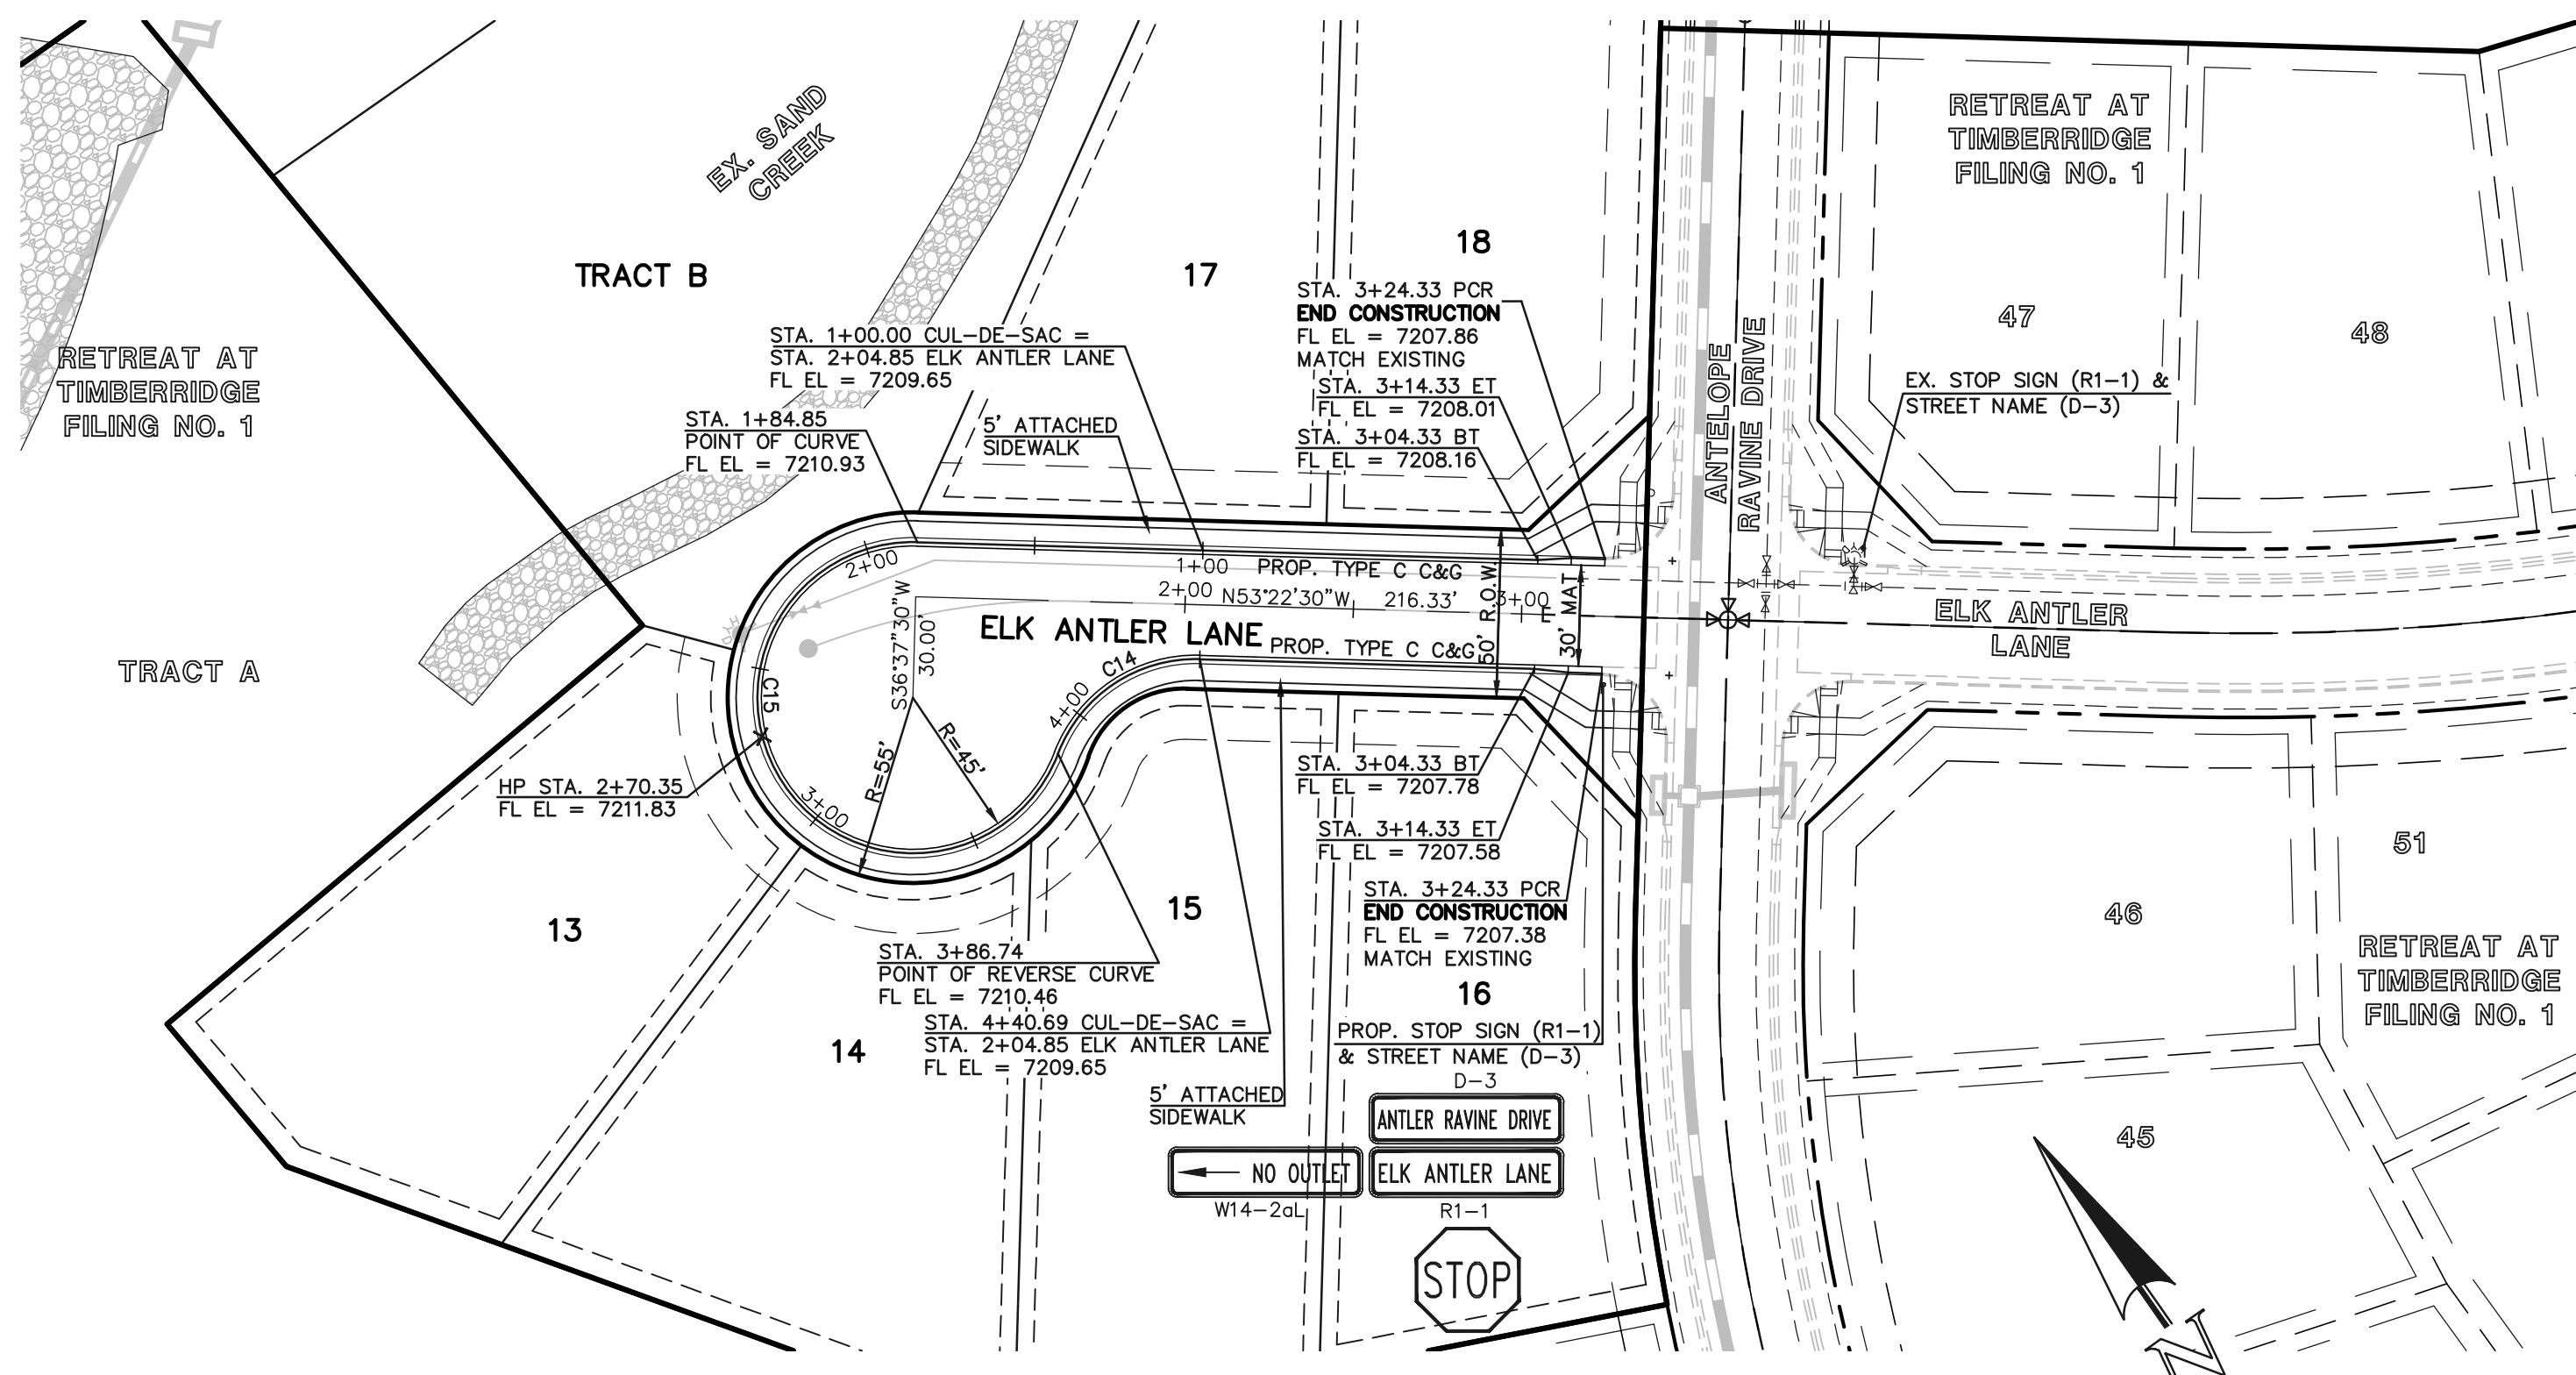 RETREAT AT
TIMBERRIDGE
FILING NO. 1
EX. SAND
CREEK
TRACT B
17
18
47
48
STA. 3+24.33 PCR
END CONSTRUCTION
FL EL = 7207.86
MATCH EXISTING
STA. 1+00.00 CUL-DE-SAC =
STA. 2+04.85 ELK ANTLER LANE
FL EL = 7209.65
RETREAT AT
TIMBERRIDGE
FILING NO. 1
STA. 3+14.33 ET
FL EL = 7208.01
ANTELOPE
RAVINE DRIVE
EX. STOP SIGN (R1-1) &
STREET NAME (D-3)
STA. 1+84.85
POINT OF CURVE
FL EL = 7210.93
5' ATTACHED
SIDEWALK
STA. 3+04.33 BT
FL EL = 7208.16
2+00
1+00
PROP. TYPE C C&G
2+00
N53°22'30"W
216.33'
3+00
S36°37'30"W
30.00'
50' R.O.W.
30' MAT
ELK ANTLER LANE
PROP. TYPE C C&G
ELK ANTLER
LANE
TRACT A
C15
C14
4+00
R=55'
R=45'
3+00
HP STA. 2+70.35
FL EL = 7211.83
STA. 3+04.33 BT
FL EL = 7207.78
STA. 3+14.33 ET
FL EL = 7207.58
STA. 3+24.33 PCR
END CONSTRUCTION
FL EL = 7207.38
MATCH EXISTING
51
46
RETREAT AT
TIMBERRIDGE
FILING NO. 1
13
15
STA. 3+86.74
POINT OF REVERSE CURVE
FL EL = 7210.46
16
14
STA. 4+40.69 CUL-DE-SAC =
STA. 2+04.85 ELK ANTLER LANE
FL EL = 7209.65
PROP. STOP SIGN (R1-1)
& STREET NAME (D-3)
5' ATTACHED
SIDEWALK
D-3
ANTLER RAVINE DRIVE
NO OUTLET
ELK ANTLER LANE
W14-2aL
R1-1
STOP
45
N